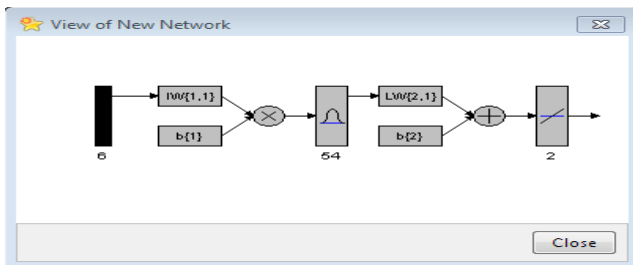 View of New Network
IW{1,1}
LW{2,1}
b{1}
b{2}
6
54
2
Close